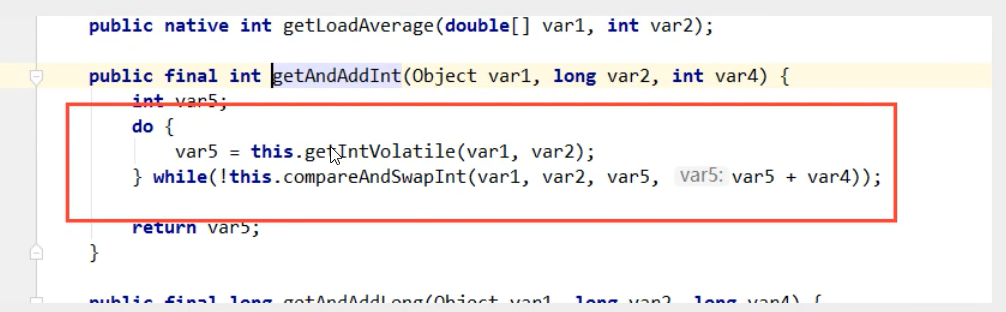 public native int getLoadAverage(double[] var1, int var2);
public final int getAndAddInt(Object var1, long var2, int var4) {
int var5;
do {
var5 = this.getIntVolatile(var1, var2);
} while(!this.compareAndSwapInt(var1, var2, var5, var5: var5 + var4));
return var5;
}
public final long getAndAddLong(Object var1, long var2, long var4) {